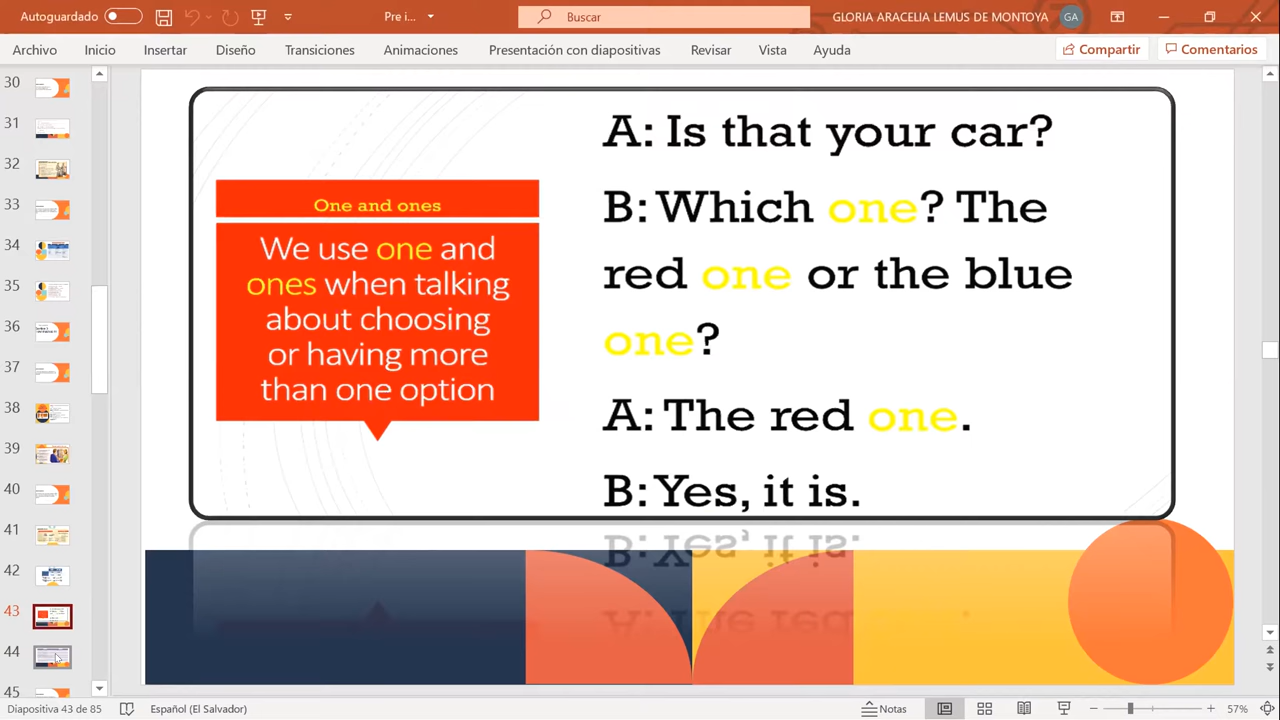 Autoguardado
Pre i...
Buscar
GLORIA ARACELIA LEMUS DE MONTOYA
GA
Archivo
Inicio
Insertar
Diseño
Transiciones
Animaciones
Presentación con diapositivas
Revisar
Vista
Ayuda
Compartir
Comentarios
30
31
32
34
36
37
38
39
40
41
42
43
44
45
One and ones
We use one and
ones when talking
about choosing
or having more
than one option
A: Is that your car?
B: Which one? The
red one or the blue
one?
A: The red one.
B: Yes, it is.
Diapositiva 43 de 85
Español (El Salvador)
Notas
57%